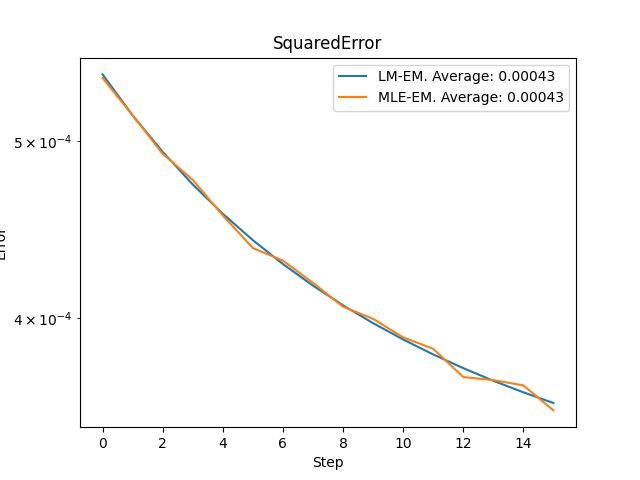 SquaredError
LM-EM. Average: 0.00043
MLE-EM. Average: 0.00043
5 × 10⁻⁴
4 × 10⁻⁴
Error
0 2 4 6 8 10 12 14
Step